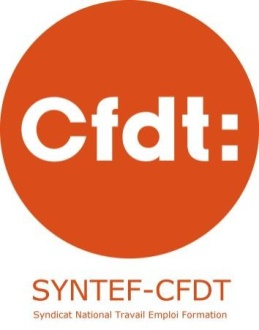 Cfdt:
SYNTEF-CFDT
Syndicat National Travail Emploi Formation